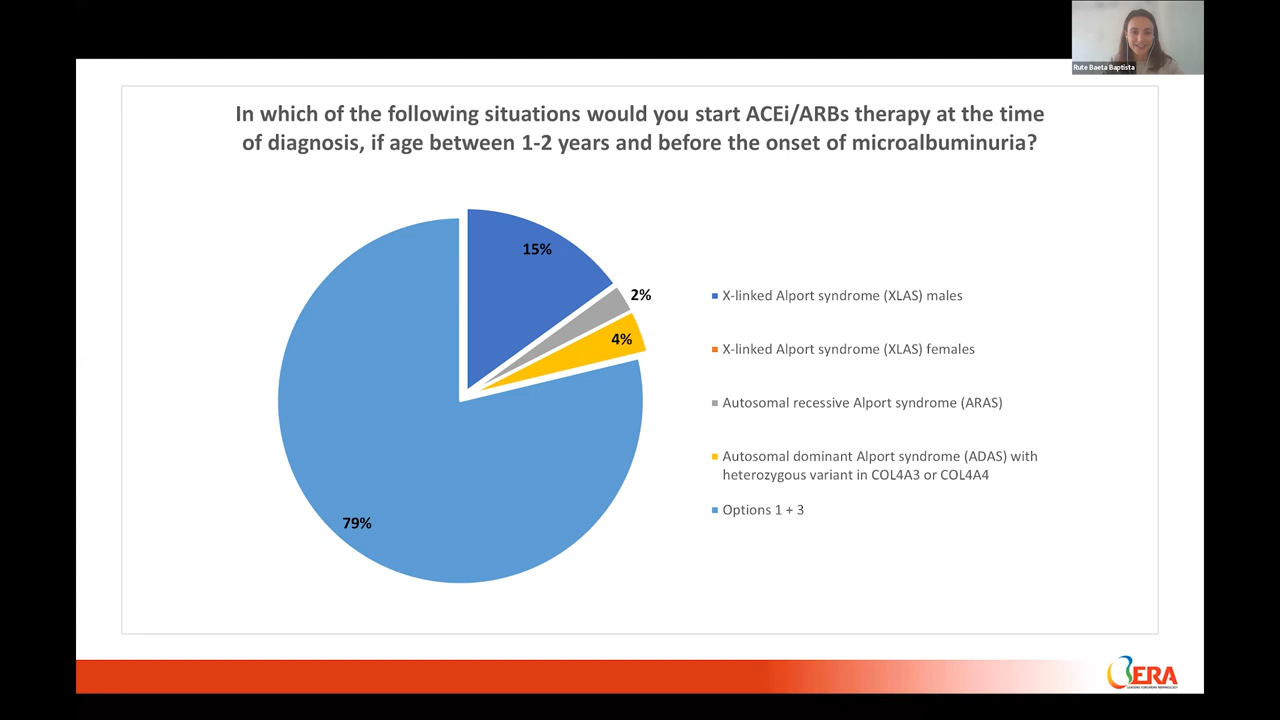 Rute Baeta Baptista
In which of the following situations would you start ACEi/ARBs therapy at the time
of diagnosis, if age between 1-2 years and before the onset of microalbuminuria?
15%
2%
4%
79%
X-linked Alport syndrome (XLAS) males
X-linked Alport syndrome (XLAS) females
Autosomal recessive Alport syndrome (ARAS)
Autosomal dominant Alport syndrome (ADAS) with
heterozygous variant in COL4A3 or COL4A4
Options 1 + 3
ERA
LEADING EUROPEAN NEPHROLOGY